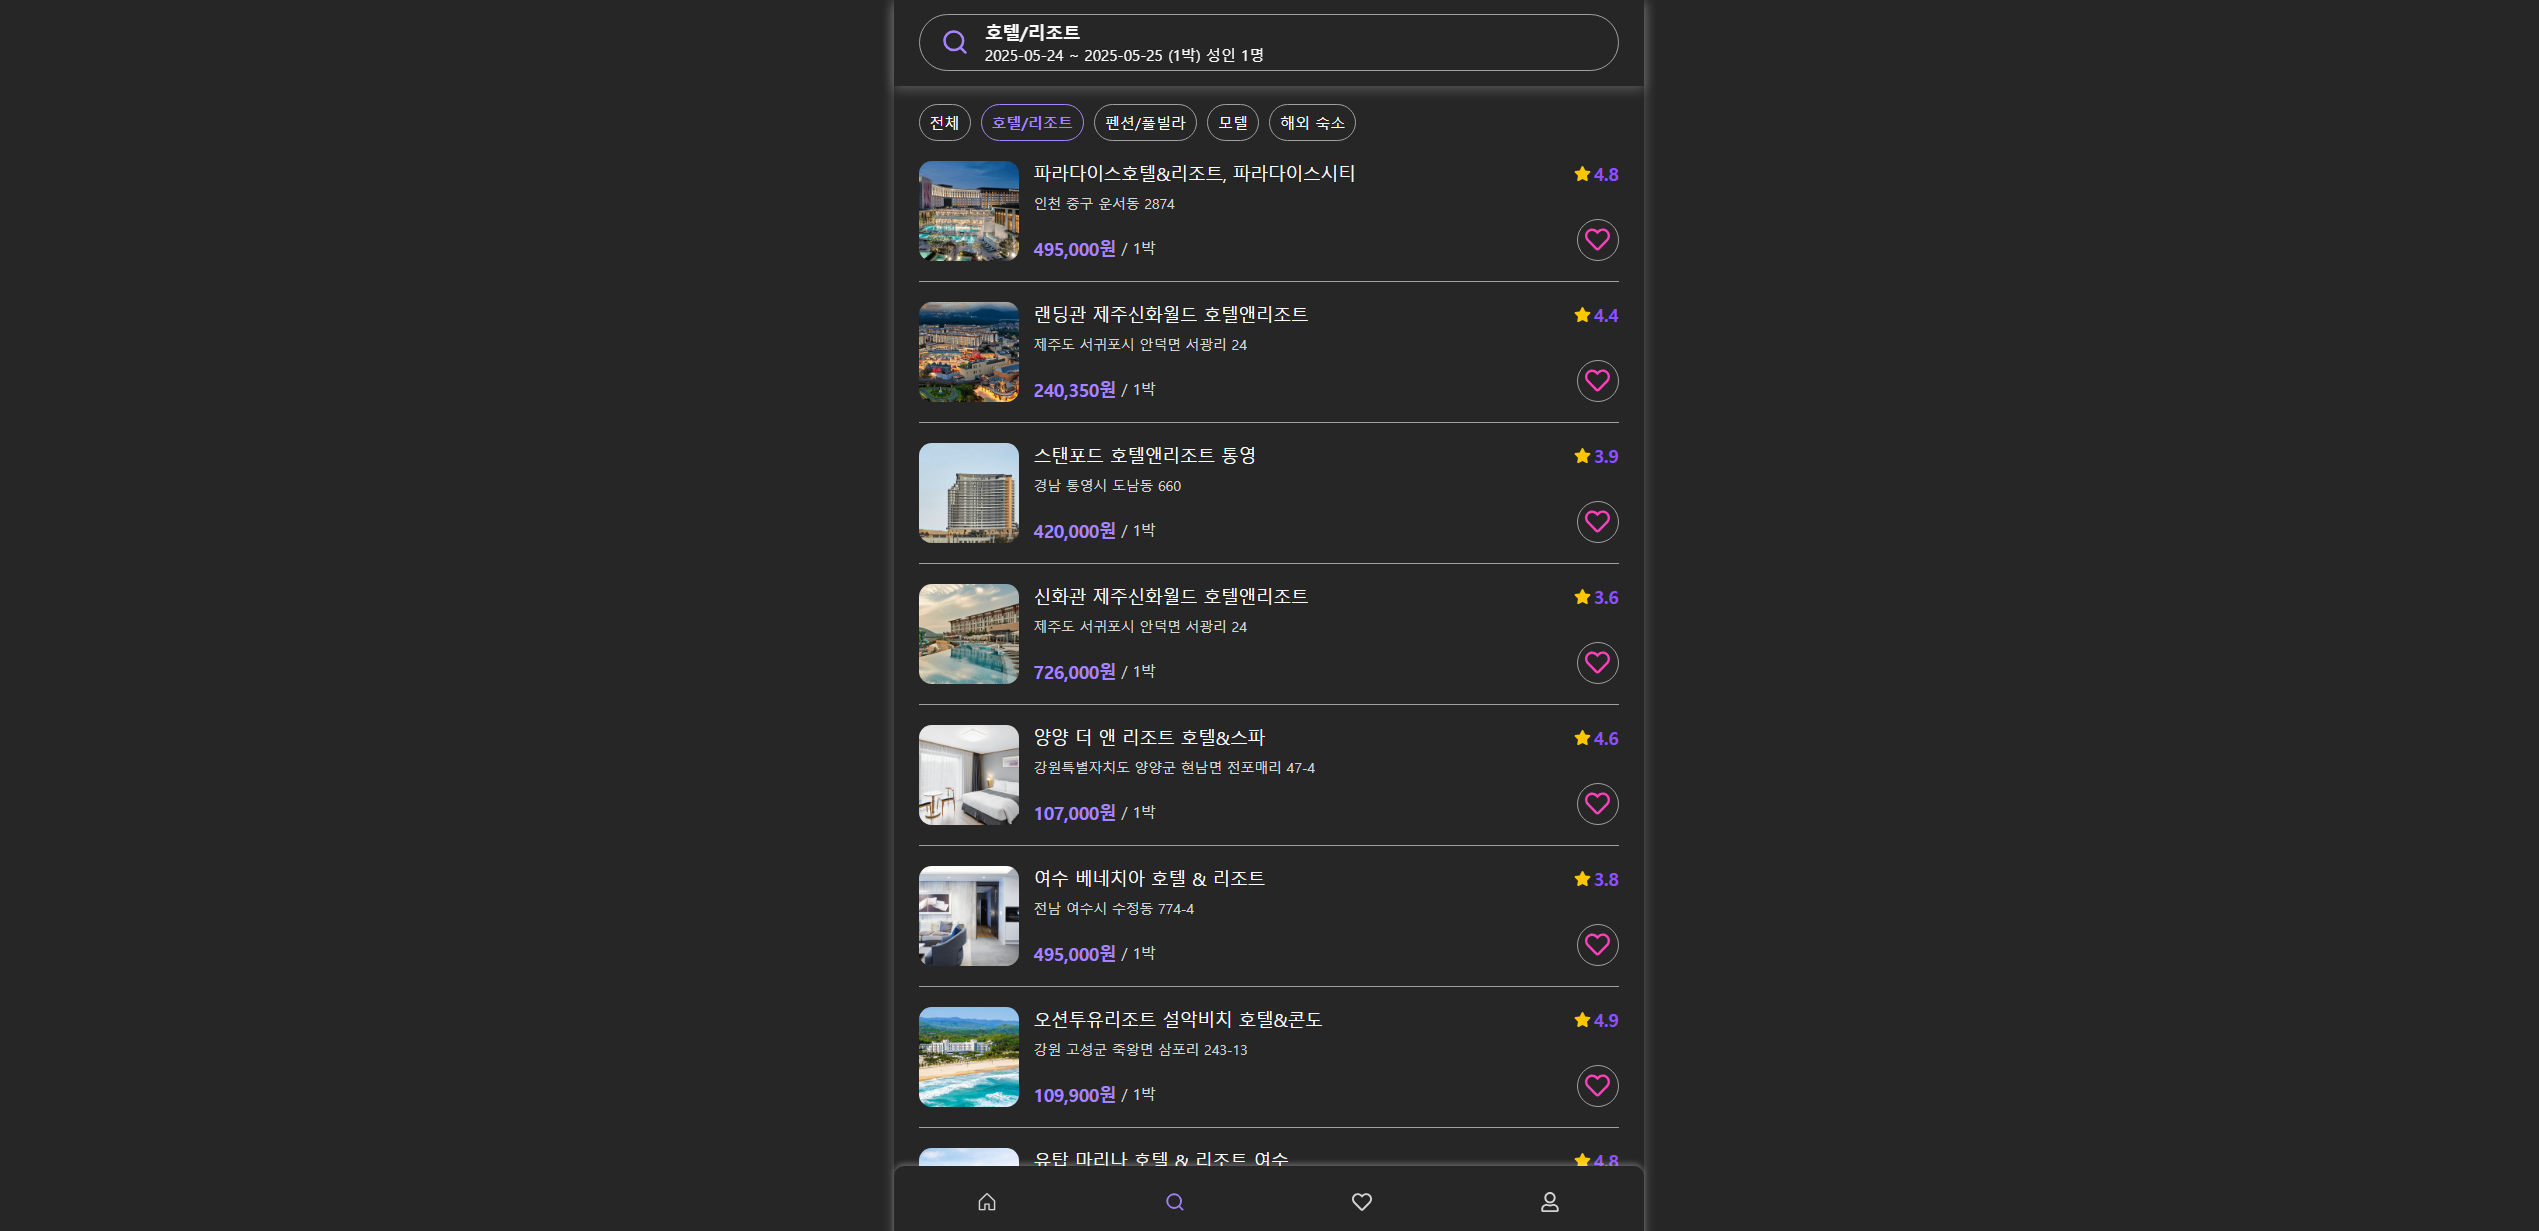 호텔/리조트
2025-05-24 ~ 2025-05-25 (1박) 성인 1명
전체
호텔/리조트
펜션/풀빌라
모텔
해외 숙소
파라다이스호텔&리조트, 파라다이스시티
4.8
인천 중구 운서동 2874
495,000원 / 1박
랜딩관 제주신화월드 호텔앤리조트
4.4
제주도 서귀포시 안덕면 서광리 24
240,350원 / 1박
스탠포드 호텔앤리조트 통영
3.9
경남 통영시 도남동 660
420,000원 / 1박
신화관 제주신화월드 호텔앤리조트
3.6
제주도 서귀포시 안덕면 서광리 24
726,000원 / 1박
양양 더 앤 리조트 호텔&스파
4.6
강원특별자치도 양양군 현남면 전포매리 47-4
107,000원 / 1박
여수 베네치아 호텔 & 리조트
3.8
전남 여수시 수정동 774-4
495,000원 / 1박
오션투유리조트 설악비치 호텔&콘도
4.9
강원 고성군 죽왕면 삼포리 243-13
109,900원 / 1박
유탑 마리나 호텔 & 리조트 여수
4.8